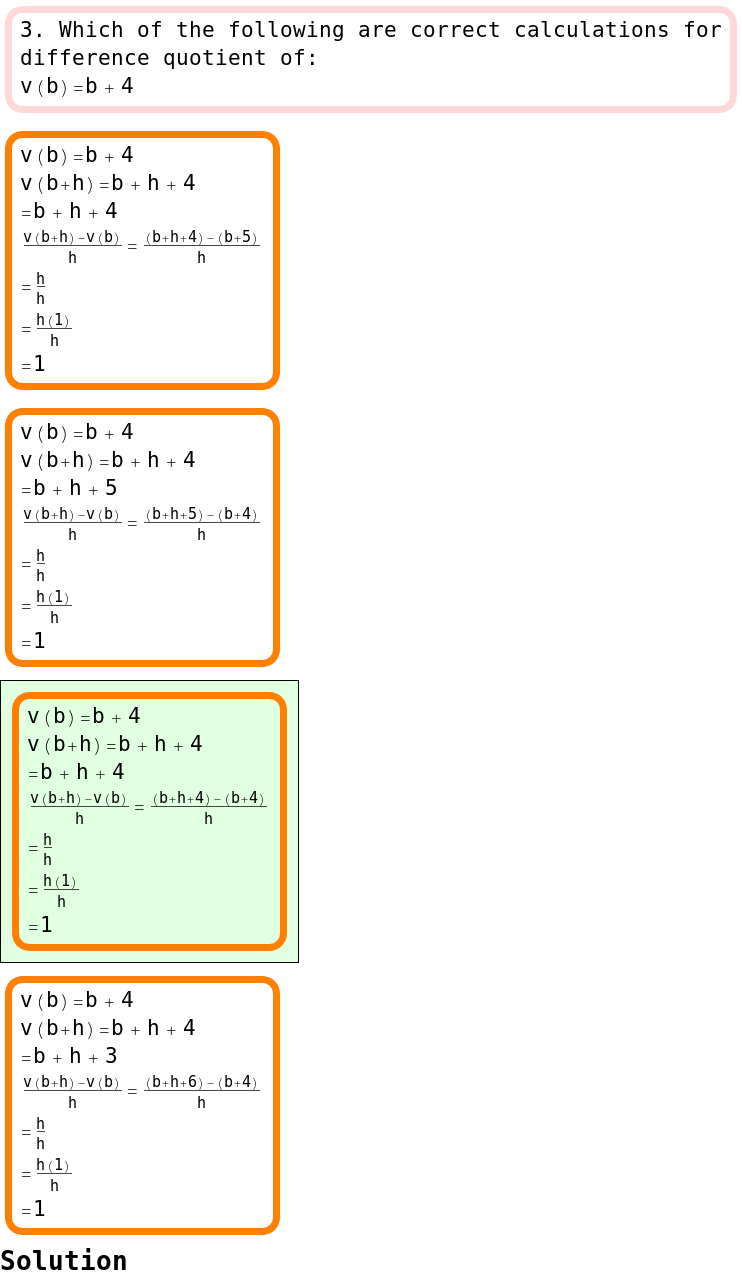 3. Which of the following are correct calculations for
difference quotient of:
v(b)=b + 4
v(b)=b + 4
v(b+h)=b + h + 4
=b + h + 4
\frac{v(b+h)-v(b)}{h} = \frac{(b+h+4)-(b+5)}{h}
=\frac{h}{h}
=\frac{h(1)}{h}
=1
v(b)=b + 4
v(b+h)=b + h + 4
=b + h + 5
\frac{v(b+h)-v(b)}{h} = \frac{(b+h+5)-(b+4)}{h}
=\frac{h}{h}
=\frac{h(1)}{h}
=1
v(b)=b + 4
v(b+h)=b + h + 4
=b + h + 4
\frac{v(b+h)-v(b)}{h} = \frac{(b+h+4)-(b+4)}{h}
=\frac{h}{h}
=\frac{h(1)}{h}
=1
v(b)=b + 4
v(b+h)=b + h + 4
=b + h + 3
\frac{v(b+h)-v(b)}{h} = \frac{(b+h+6)-(b+4)}{h}
=\frac{h}{h}
=\frac{h(1)}{h}
=1
Solution